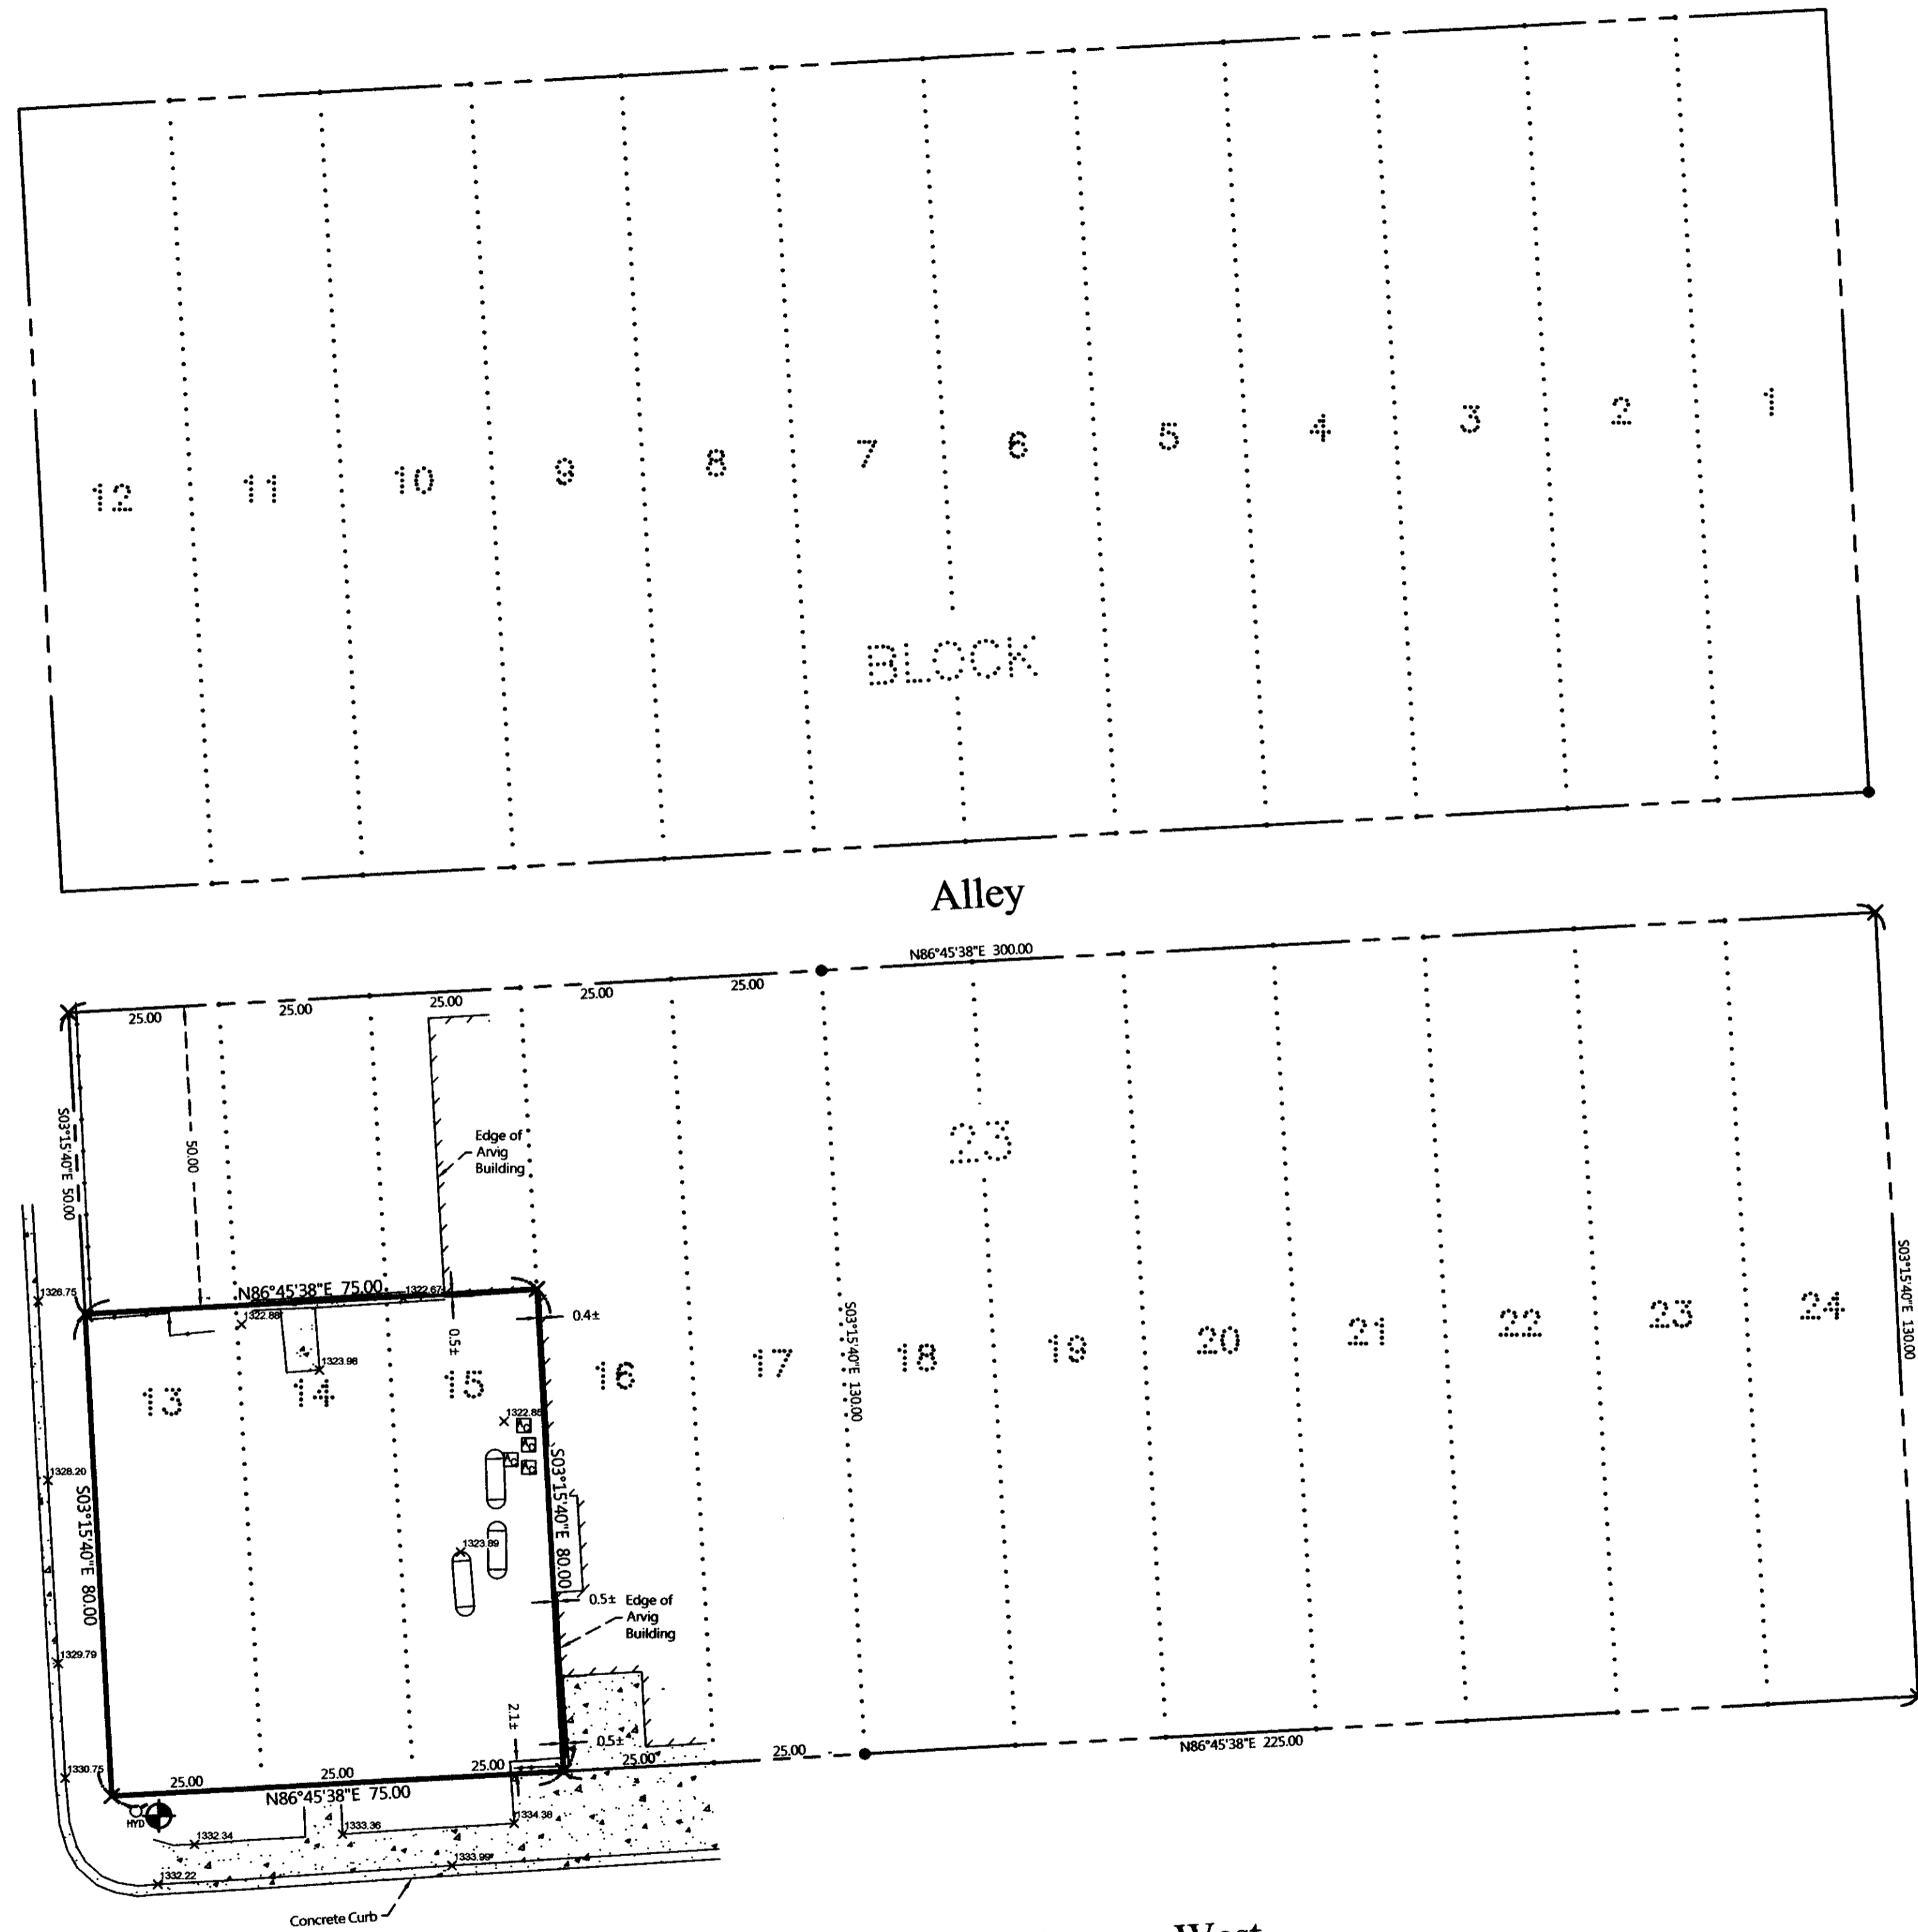 12 11 10 9 8 7 6 5 4 3 2 1
BLOCK
Alley
N86°45'38"E 300.00
25.00
25.00
25.00
25.00
25.00
S03°15'40"E 50.00
50.00
Edge of
Arvig
Building
23
N86°45'38"E 75.00
1322.67
1326.75
1322.88
0.4±
0.5±
1323.98
S03°15'40"E 130.00
S03°15'40"E 130.00
13 14 15 16 17 18 19 20 21 22 23 24
1322.85
1328.20
S03°15'40"E 80.00
S03°15'40"E 80.00
1323.89
0.5±
Edge of
Arvig
Building
1329.79
2.1±
0.5±
1330.75
25.00
25.00
25.00
25.00
25.00
N86°45'38"E 225.00
N86°45'38"E 75.00
HYD
1332.34
1333.36
1334.38
1333.99
1332.22
Concrete Curb
West